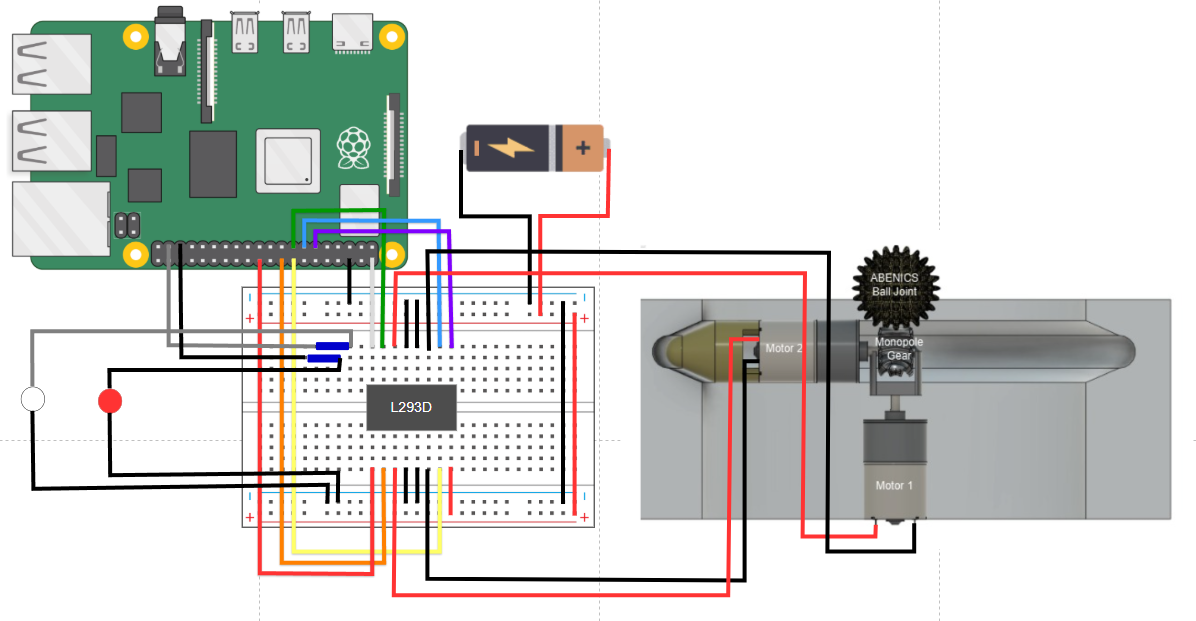 +
ABENICS
Ball Joint
Motor 2
Monopole
Gear
+
+
L293D
Motor 1
+
+